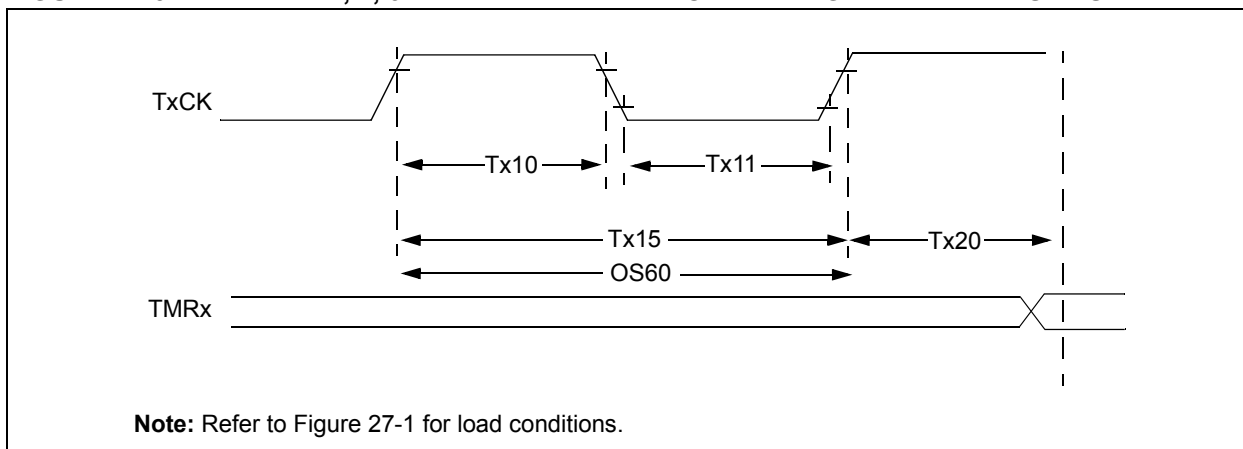 TxCK
Tx10
Tx11
Tx15
Tx20
OS60
TMRx
Note: Refer to Figure 27-1 for load conditions.